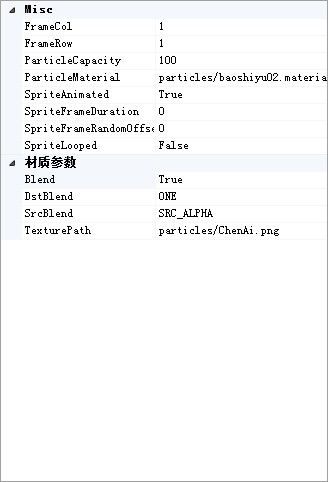 Misc
FrameCol 1
FrameRow 1
ParticleCapacity 100
ParticleMaterial particles/baoshiyu02.materia
SpriteAnimated True
SpriteFrameDuration 0
SpriteFrameRandomOffse 0
SpriteLooped False
材质参数
Blend True
DstBlend ONE
SrcBlend SRC_ALPHA
TexturePath particles/ChenAi.png